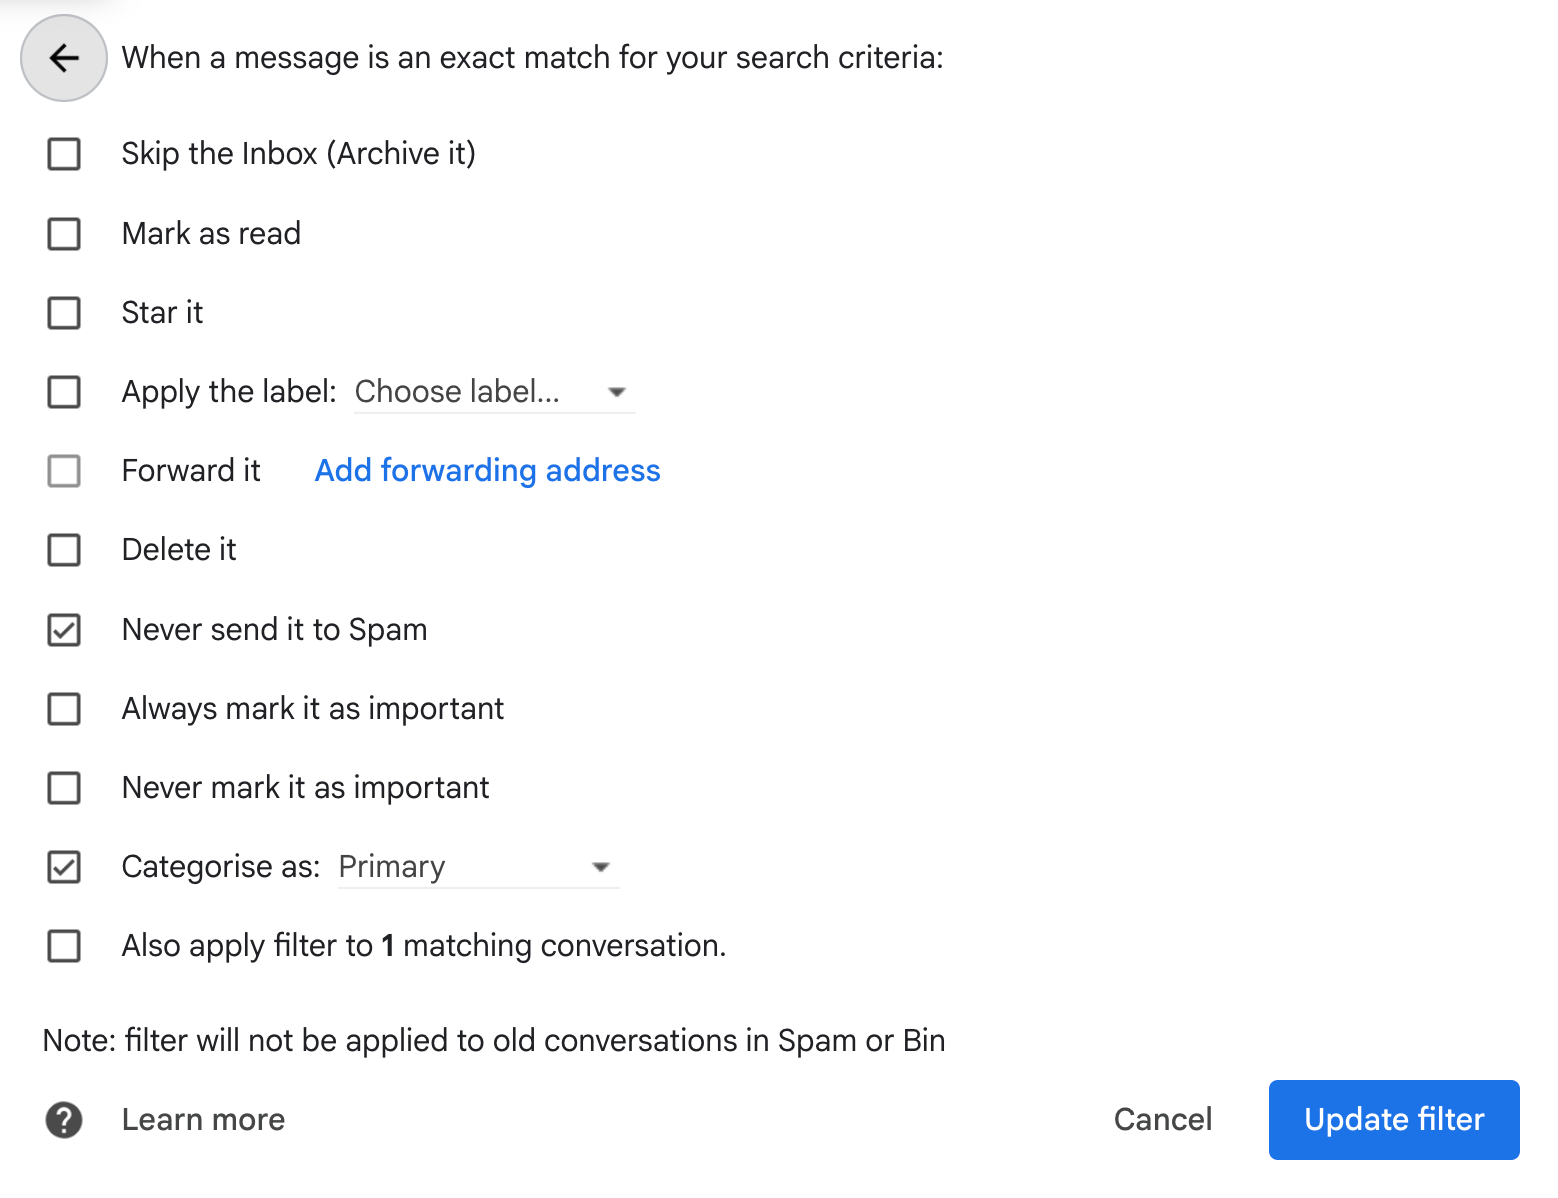 When a message is an exact match for your search criteria:
Skip the Inbox (Archive it)
Mark as read
Star it
Apply the label: Choose label...
Forward it Add forwarding address
Delete it
Never send it to Spam
Always mark it as important
Never mark it as important
Categorise as: Primary
Also apply filter to 1 matching conversation.
Note: filter will not be applied to old conversations in Spam or Bin
? Learn more Cancel Update filter